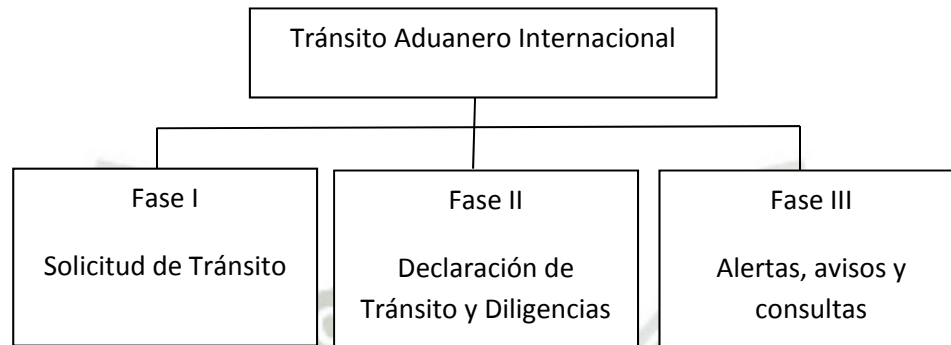 Tránsito Aduanero Internacional
Fase I
Solicitud de Tránsito
Fase II
Declaración de
Tránsito y Diligencias
Fase III
Alertas, avisos y
consultas